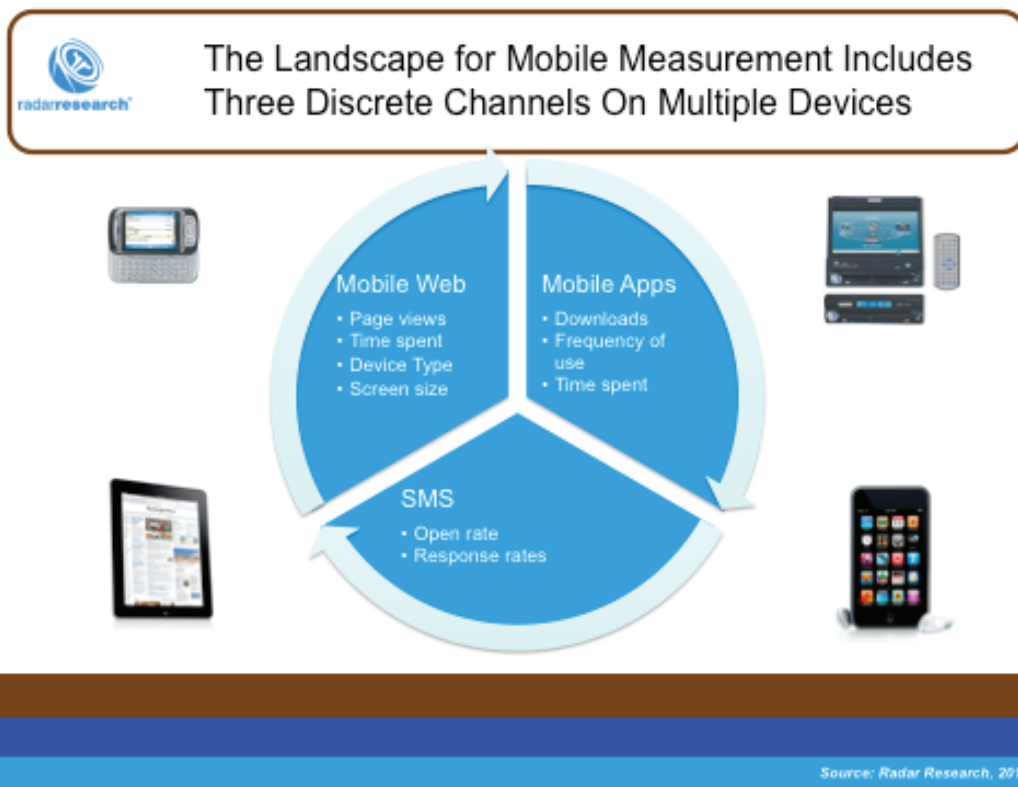 The Landscape for Mobile Measurement Includes
Three Discrete Channels On Multiple Devices
radarresearch
Mobile Web
• Page views
• Time spent
• Device Type
• Screen size
Mobile Apps
• Downloads
• Frequency of
use
• Time spent
SMS
• Open rate
• Response rates
Source: Radar Research, 201